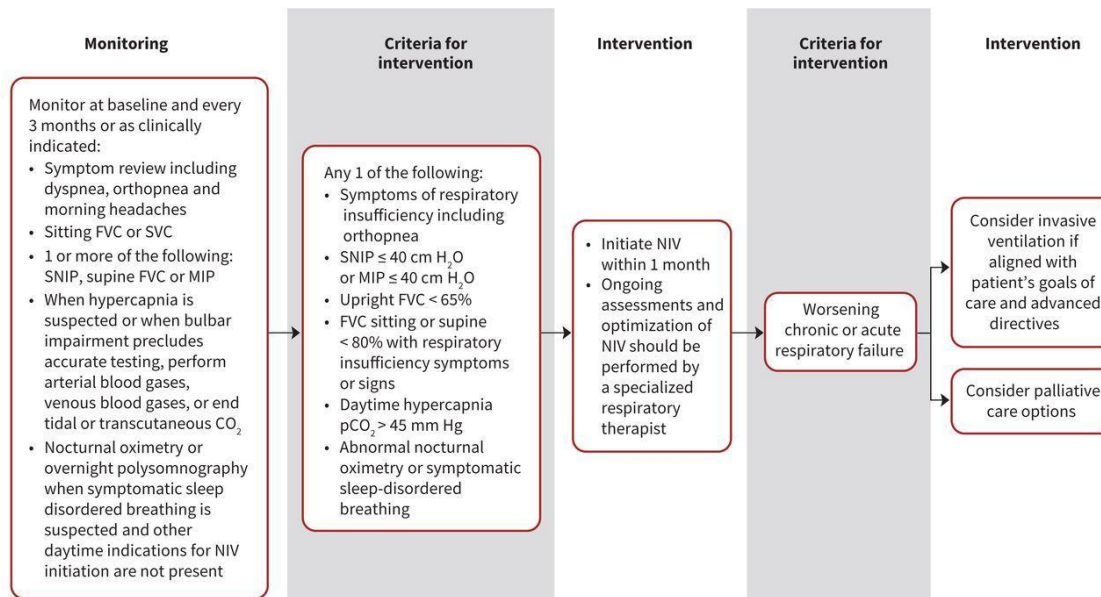 Monitoring
Monitor at baseline and every
3 months or as clinically
indicated:
• Symptom review including
dyspnea, orthopnea and
morning headaches
• Sitting FVC or SVC
• 1 or more of the following:
SNIP, supine FVC or MIP
• When hypercapnia is
suspected or when bulbar
impairment precludes
accurate testing, perform
arterial blood gases,
venous blood gases, or end
tidal or transcutaneous CO₂
• Nocturnal oximetry or
overnight polysomnography
when symptomatic sleep
disordered breathing is
suspected and other
daytime indications for NIV
initiation are not present
Criteria for
intervention
Any 1 of the following:
• Symptoms of respiratory
insufficiency including
orthopnea
• SNIP ≤ 40 cm H₂O
or MIP ≤ 40 cm H₂O
• Upright FVC < 65%
• FVC sitting or supine
< 80% with respiratory
insufficiency symptoms
or signs
• Daytime hypercapnia
pCO₂ > 45 mm Hg
• Abnormal nocturnal
oximetry or symptomatic
sleep-disordered
breathing
Intervention
• Initiate NIV
within 1 month
• Ongoing
assessments and
optimization of
NIV should be
performed by
a specialized
respiratory
therapist
Criteria for
intervention
Worsening
chronic or acute
respiratory failure
Intervention
Consider invasive
ventilation if
aligned with
patient’s goals of
care and advanced
directives
Consider palliative
care options